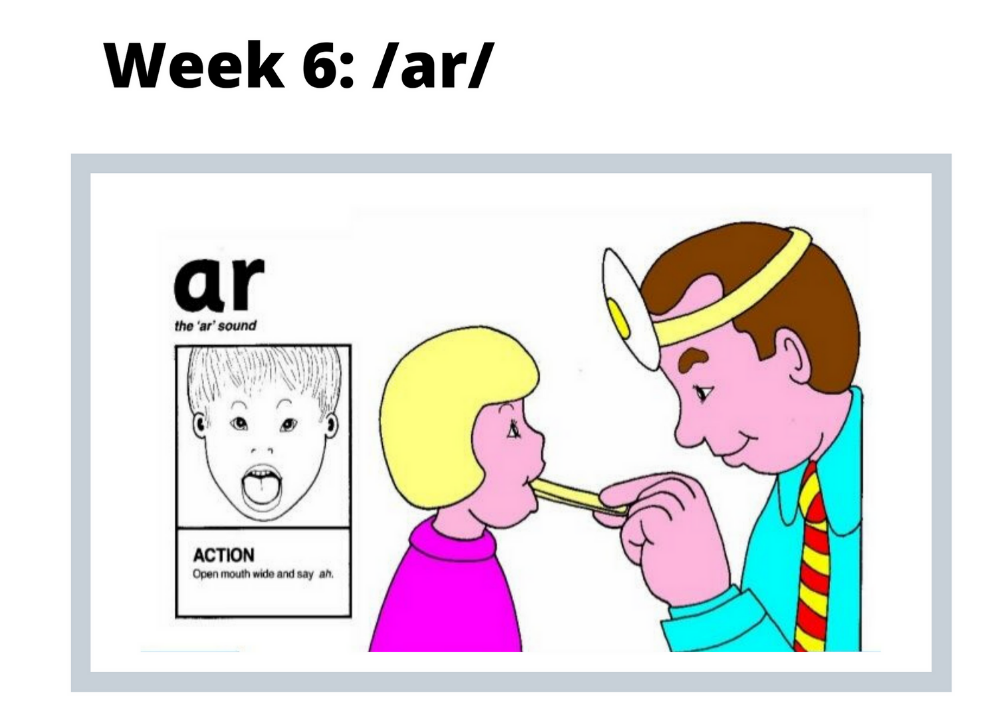 Week 6: /ar/
ar
the 'ar' sound
ACTION
Open mouth wide and say ah.